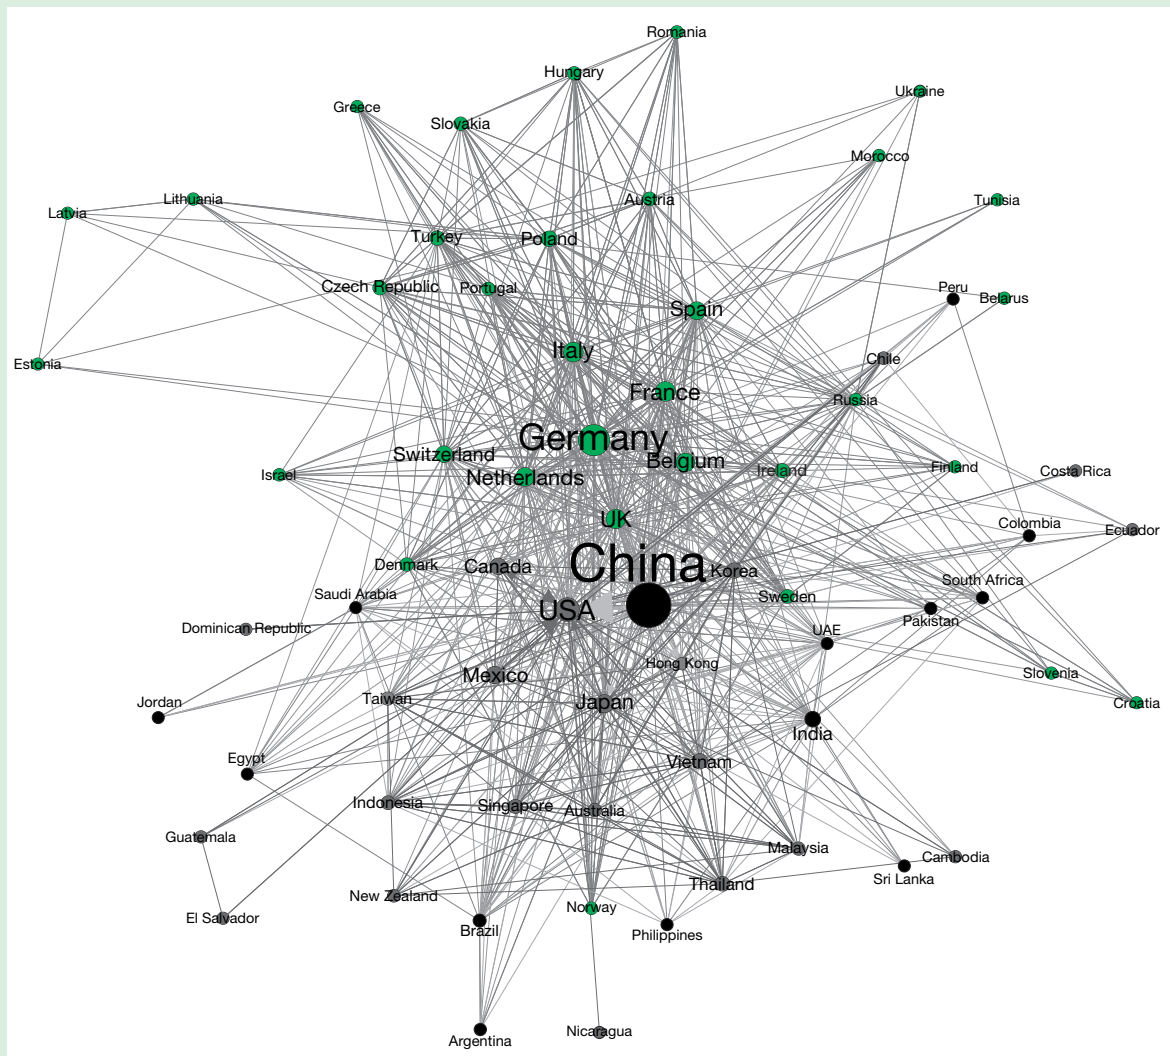 Romania
Hungary
Ukraine
Greece
Slovakia
Morocco
Lithuania
Austria
Tunisia
Latvia
Turkey
Poland
Czech Republic
Portugal
Peru
Belarus
Spain
Italy
Chile
Estonia
France
Russia
Germany
Switzerland
Belgium
Netherlands
Israel
Ireland
Finland
Costa Rica
UK
Colombia
Ecuador
China
Denmark
Canada
Korea
South Africa
Saudi Arabia
USA
Sweden
Pakistan
Dominican Republic
UAE
Hong Kong
Slovenia
Mexico
Jordan
Taiwan
Japan
Croatia
India
Egypt
Vietnam
Indonesia
Singapore
Australia
Guatemala
Malaysia
Cambodia
Sri Lanka
Thailand
New Zealand
Norway
El Salvador
Brazil
Philippines
Argentina
Nicaragua